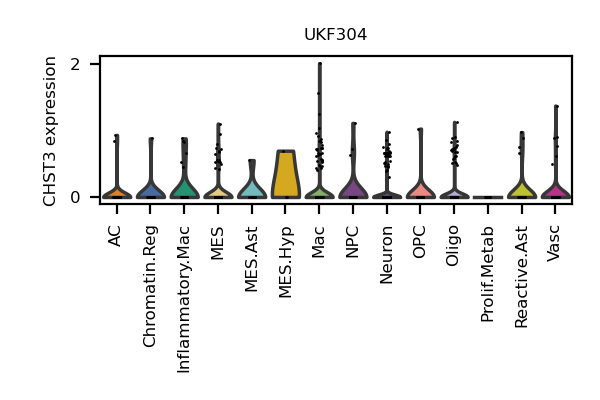 UKF304
CHST3 expression
2
0
AC
Chromatin.Reg
Inflammatory.Mac
MES
MES.Ast
MES.Hyp
Mac
NPC
Neuron
OPC
Oligo
Prolif.Metab
Reactive.Ast
Vasc